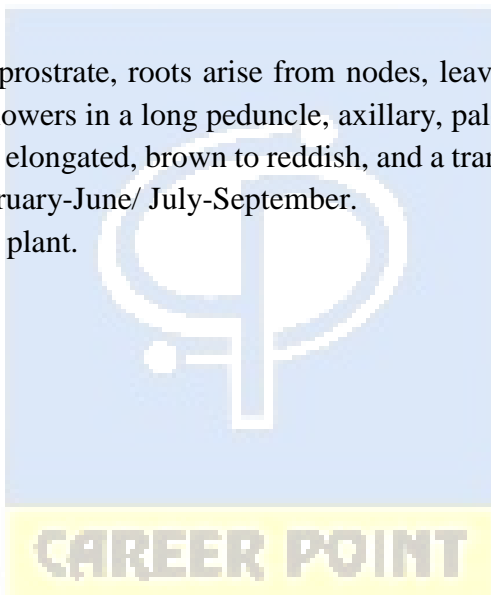 prostrate, roots arise from nodes, leav
owers in a long peduncle, axillary, pal
elongated, brown to reddish, and a tran
ruary-June/ July-September.
plant.
CAREER POINT